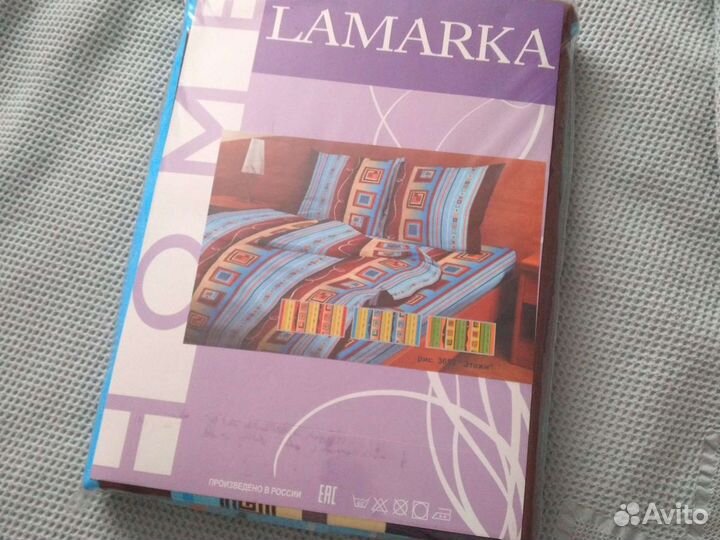 LAMARKA
HOME
рис. "Этажи"
ПРОИЗВЕДЕНО В РОССИИ
EAC
Avito